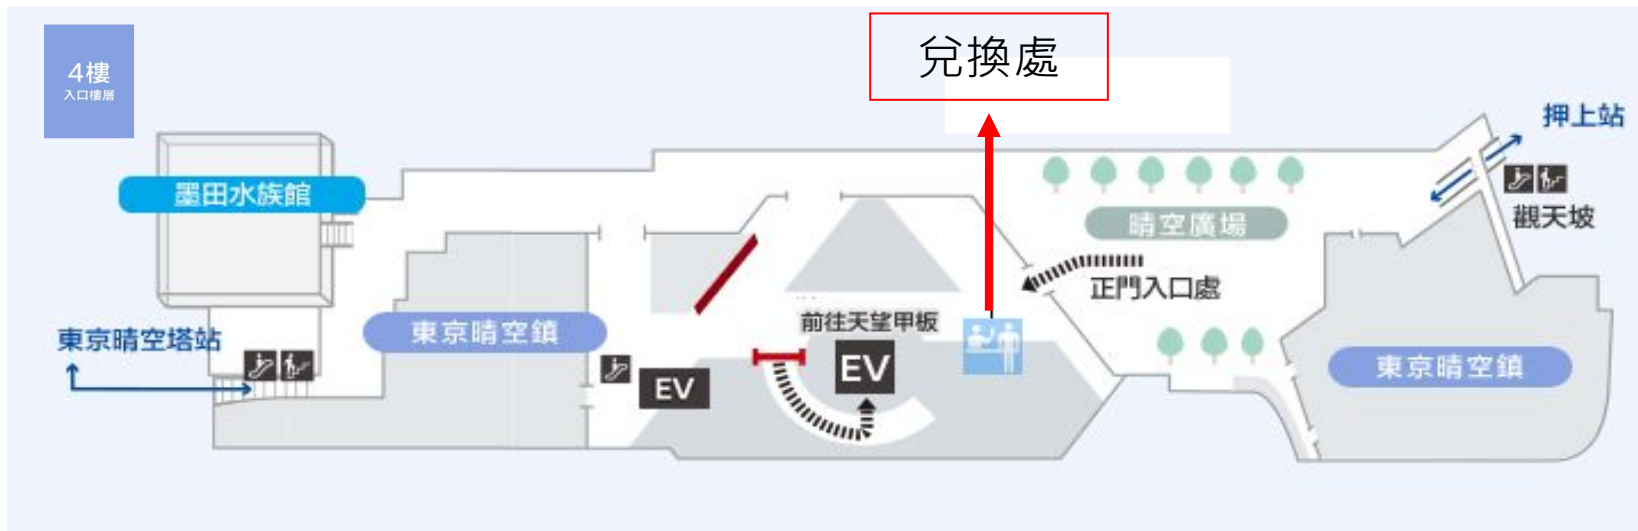 4樓
入口樓層
兌換處
押上站
墨田水族館
觀天坡
晴空廣場
正門入口處
東京晴空塔站
東京晴空鎮
前往天望甲板
EV
EV
東京晴空鎮